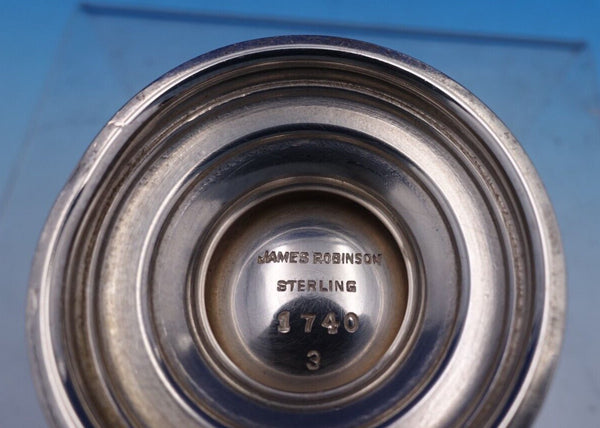 JAMES ROBINSON
STERLING
1740
3